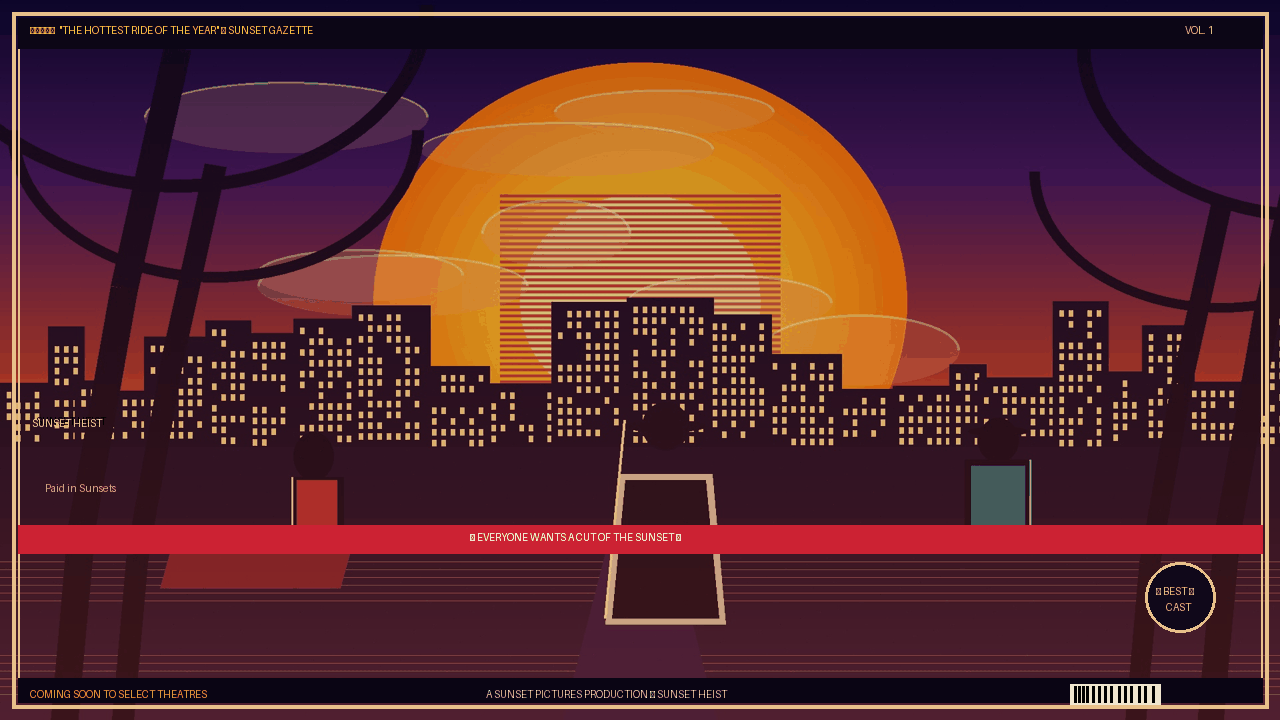 "THE HOTTEST RIDE OF THE YEAR" SUNSET GAZETTE
VOL. 1
SUNSET HEIST
Paid in Sunsets
EVERYONE WANTS A CUT OF THE SUNSET
BEST
CAST
COMING SOON TO SELECT THEATRES
A SUNSET PICTURES PRODUCTION SUNSET HEIST